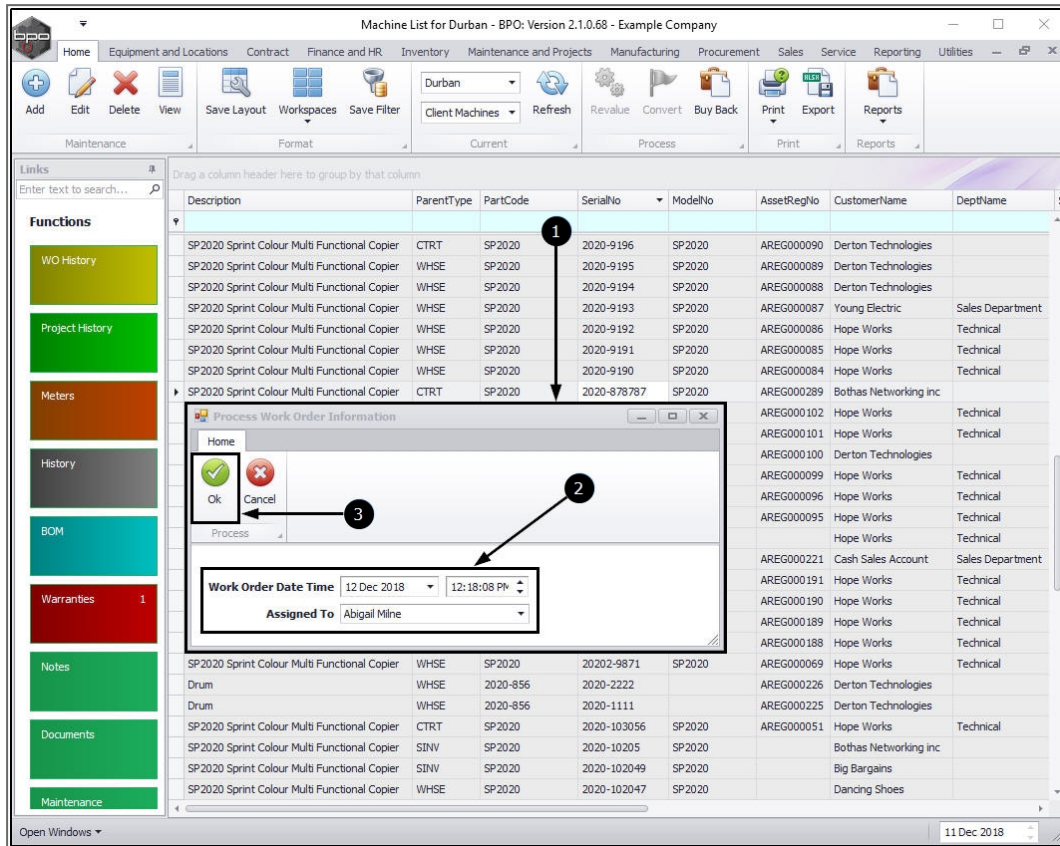 bpo
Machine List for Durban - BPO: Version 2.1.0.68 - Example Company
Home Equipment and Locations Contract Finance and HR Inventory Maintenance and Projects Manufacturing Procurement Sales Service Reporting Utilities
Add Edit Delete View Save Layout Workspaces Save Filter Durban Client Machines Refresh Revalue Convert Buy Back Print Export Reports
Maintenance Format Current Process Print Reports
Links
Enter text to search...
Drag a column header here to group by that column
Functions
WO History
Project History
Meters
History
BOM
Warranties 1
Notes
Documents
Maintenance
Description ParentType PartCode SerialNo ModelNo AssetRegNo CustomerName DeptName
1
SP2020 Sprint Colour Multi Functional Copier CTRT SP2020 2020-9196 SP2020 AREG000090 Derton Technologies
SP2020 Sprint Colour Multi Functional Copier WHSE SP2020 2020-9195 SP2020 AREG000089 Derton Technologies
SP2020 Sprint Colour Multi Functional Copier WHSE SP2020 2020-9194 SP2020 AREG000088 Derton Technologies
SP2020 Sprint Colour Multi Functional Copier WHSE SP2020 2020-9193 SP2020 AREG000087 Young Electric Sales Department
SP2020 Sprint Colour Multi Functional Copier WHSE SP2020 2020-9192 SP2020 AREG000086 Hope Works Technical
SP2020 Sprint Colour Multi Functional Copier WHSE SP2020 2020-9191 SP2020 AREG000085 Hope Works Technical
SP2020 Sprint Colour Multi Functional Copier WHSE SP2020 2020-9190 SP2020 AREG000084 Hope Works Technical
SP2020 Sprint Colour Multi Functional Copier CTRT SP2020 2020-878787 SP2020 AREG000289 Bothas Networking inc
AREG000102 Hope Works Technical
AREG000101 Hope Works Technical
AREG000100 Derton Technologies
AREG000099 Hope Works Technical
AREG000096 Hope Works Technical
AREG000095 Hope Works Technical
Hope Works Technical
AREG000221 Cash Sales Account Sales Department
AREG000191 Hope Works Technical
AREG000190 Hope Works Technical
AREG000189 Hope Works Technical
AREG000188 Hope Works Technical
Process Work Order Information
Home
Ok Cancel
Process
2
3
Work Order Date Time 12 Dec 2018 12:18:08 PM
Assigned To Abigail Milne
SP2020 Sprint Colour Multi Functional Copier WHSE SP2020 20202-9871 SP2020 AREG000069 Hope Works Technical
Drum WHSE 2020-856 2020-2222 AREG000226 Derton Technologies
Drum WHSE 2020-856 2020-1111 AREG000225 Derton Technologies
SP2020 Sprint Colour Multi Functional Copier CTRT SP2020 2020-103056 SP2020 AREG000051 Hope Works Technical
SP2020 Sprint Colour Multi Functional Copier SINV SP2020 2020-10205 SP2020 Bothas Networking inc
SP2020 Sprint Colour Multi Functional Copier SINV SP2020 2020-102049 SP2020 Big Bargains
SP2020 Sprint Colour Multi Functional Copier SINV SP2020 2020-102047 SP2020 Dancing Shoes
Open Windows 11 Dec 2018